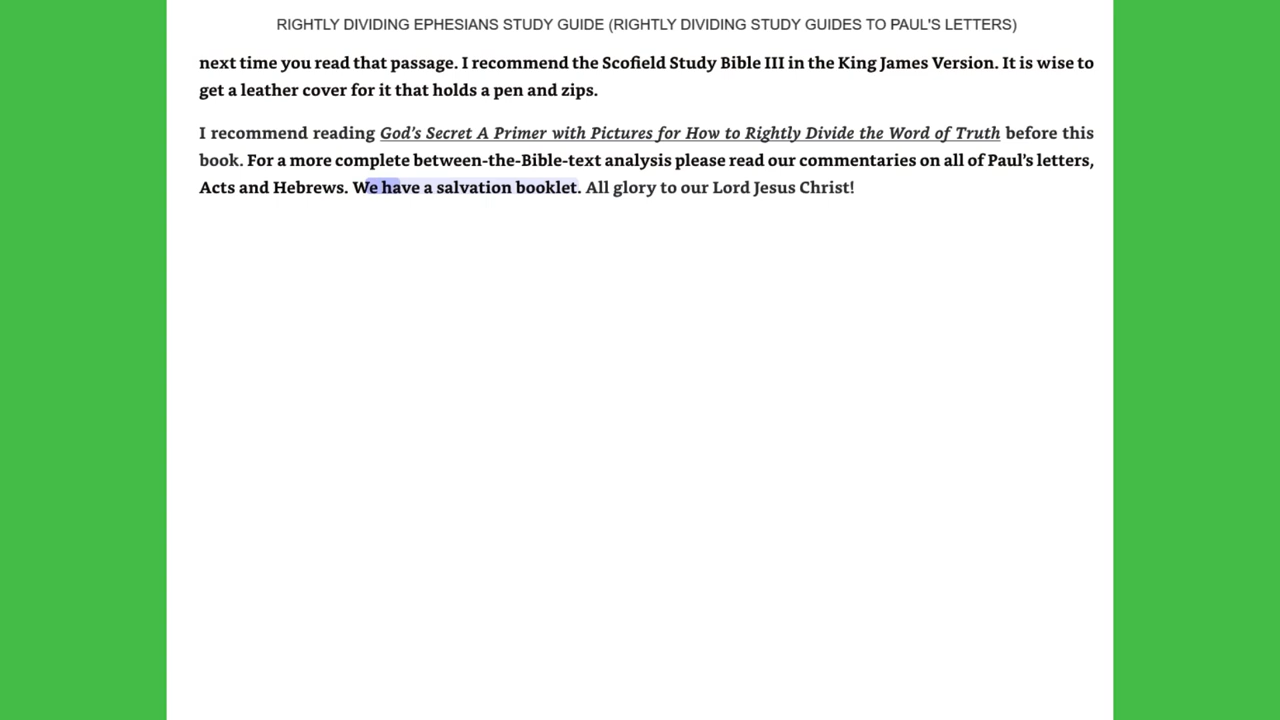 RIGHTLY DIVIDING EPHESIANS STUDY GUIDE (RIGHTLY DIVIDING STUDY GUIDES TO PAUL'S LETTERS)
next time you read that passage. I recommend the Scofield Study Bible III in the King James Version. It is wise to
get a leather cover for it that holds a pen and zips.
I recommend reading God’s Secret A Primer with Pictures for How to Rightly Divide the Word of Truth before this
book. For a more complete between-the-Bible-text analysis please read our commentaries on all of Paul’s letters,
Acts and Hebrews. We have a salvation booklet. All glory to our Lord Jesus Christ!